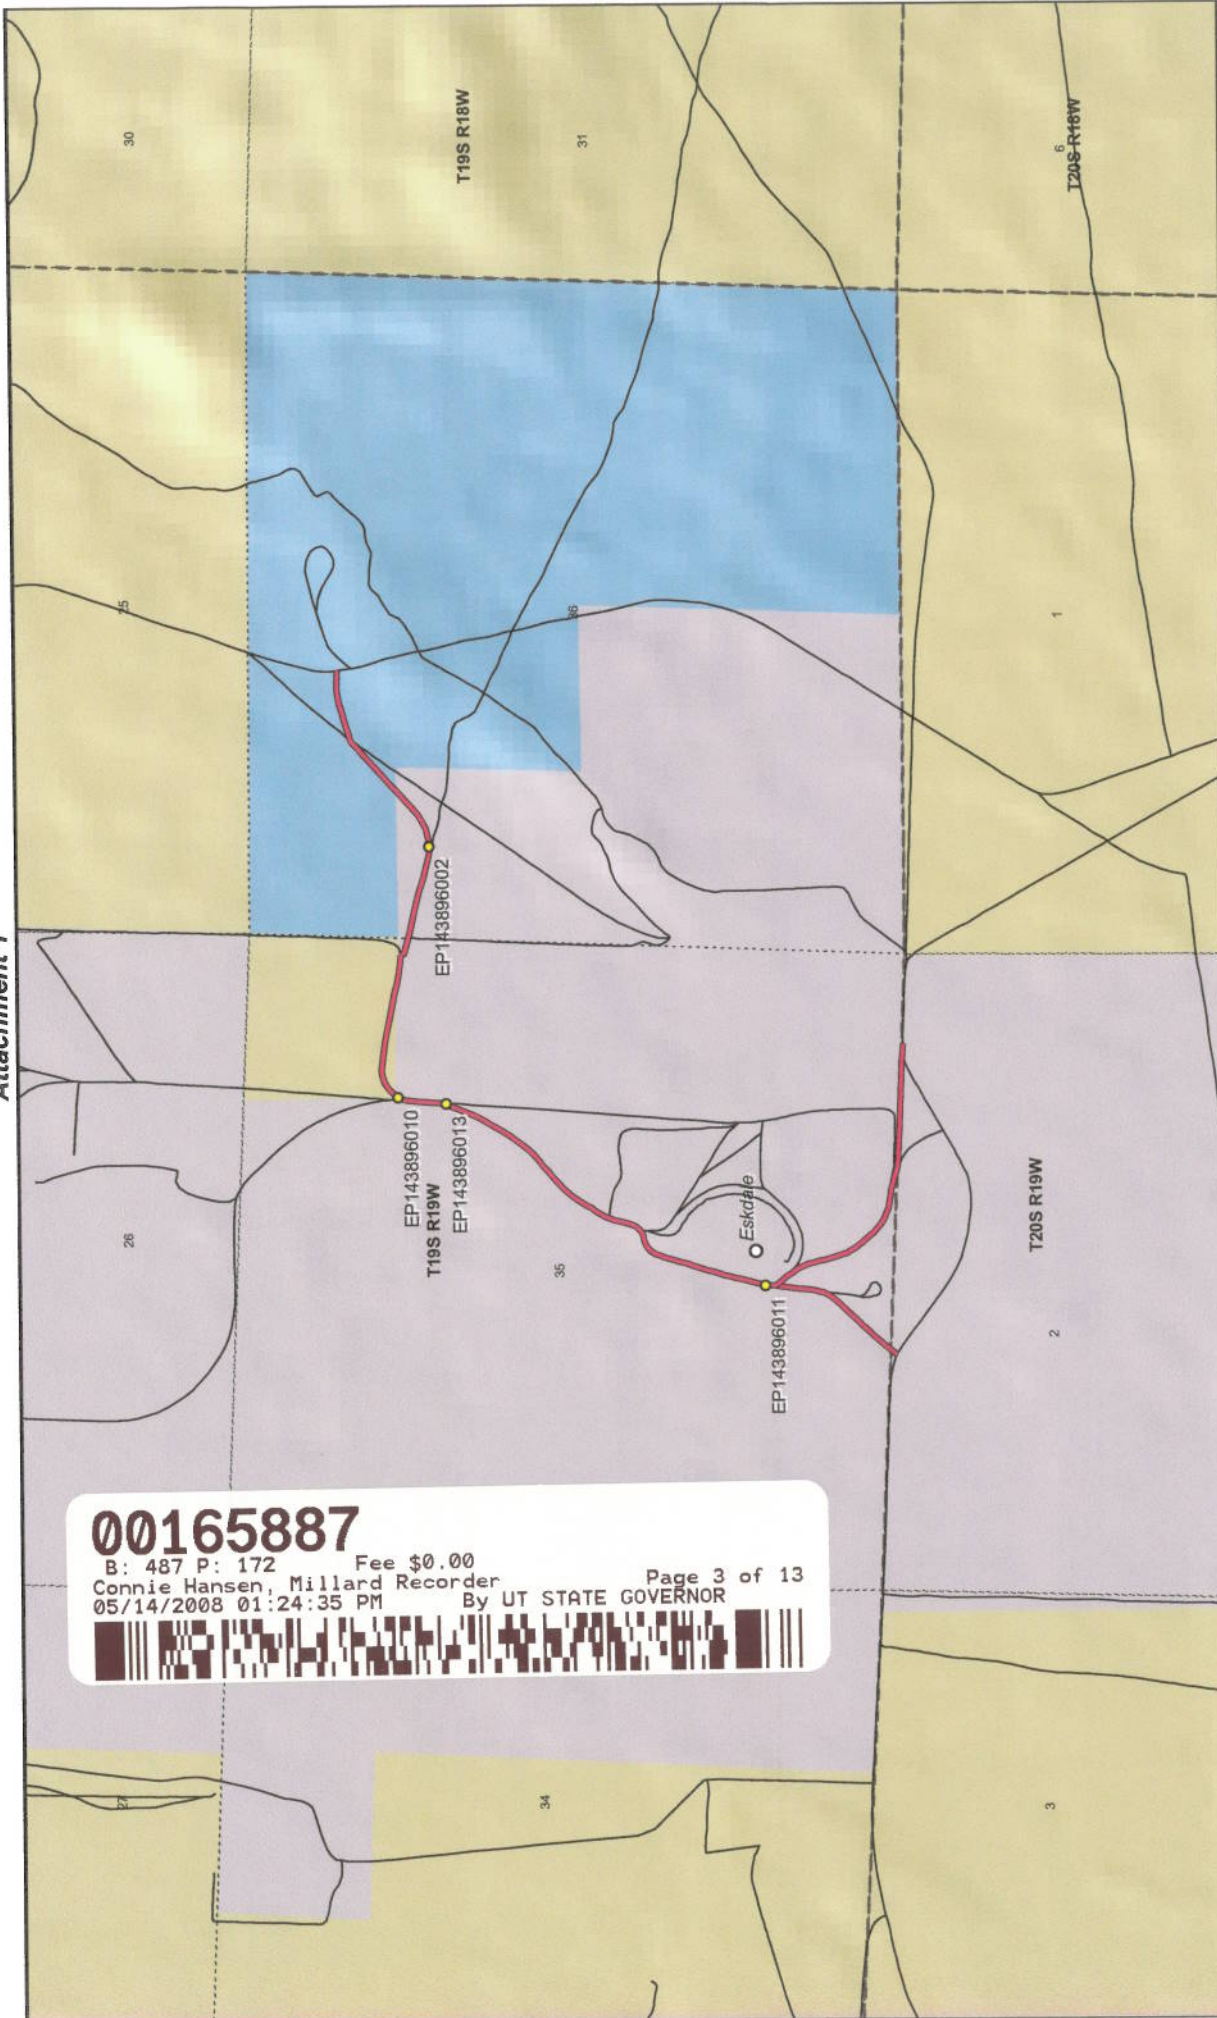 Attachment 1
30
T19S R18W
31
6
T20S R18W
25
36
1
EP143896002
EP143896010
EP143896013
T19S R19W
26
35
Eskdale
EP143896011
T20S R19W
2
00165887
B: 487 P: 172 Fee $0.00
Connie Hansen, Millard Recorder Page 3 of 13
05/14/2008 01:24:35 PM By UT STATE GOVERNOR
27
34
3